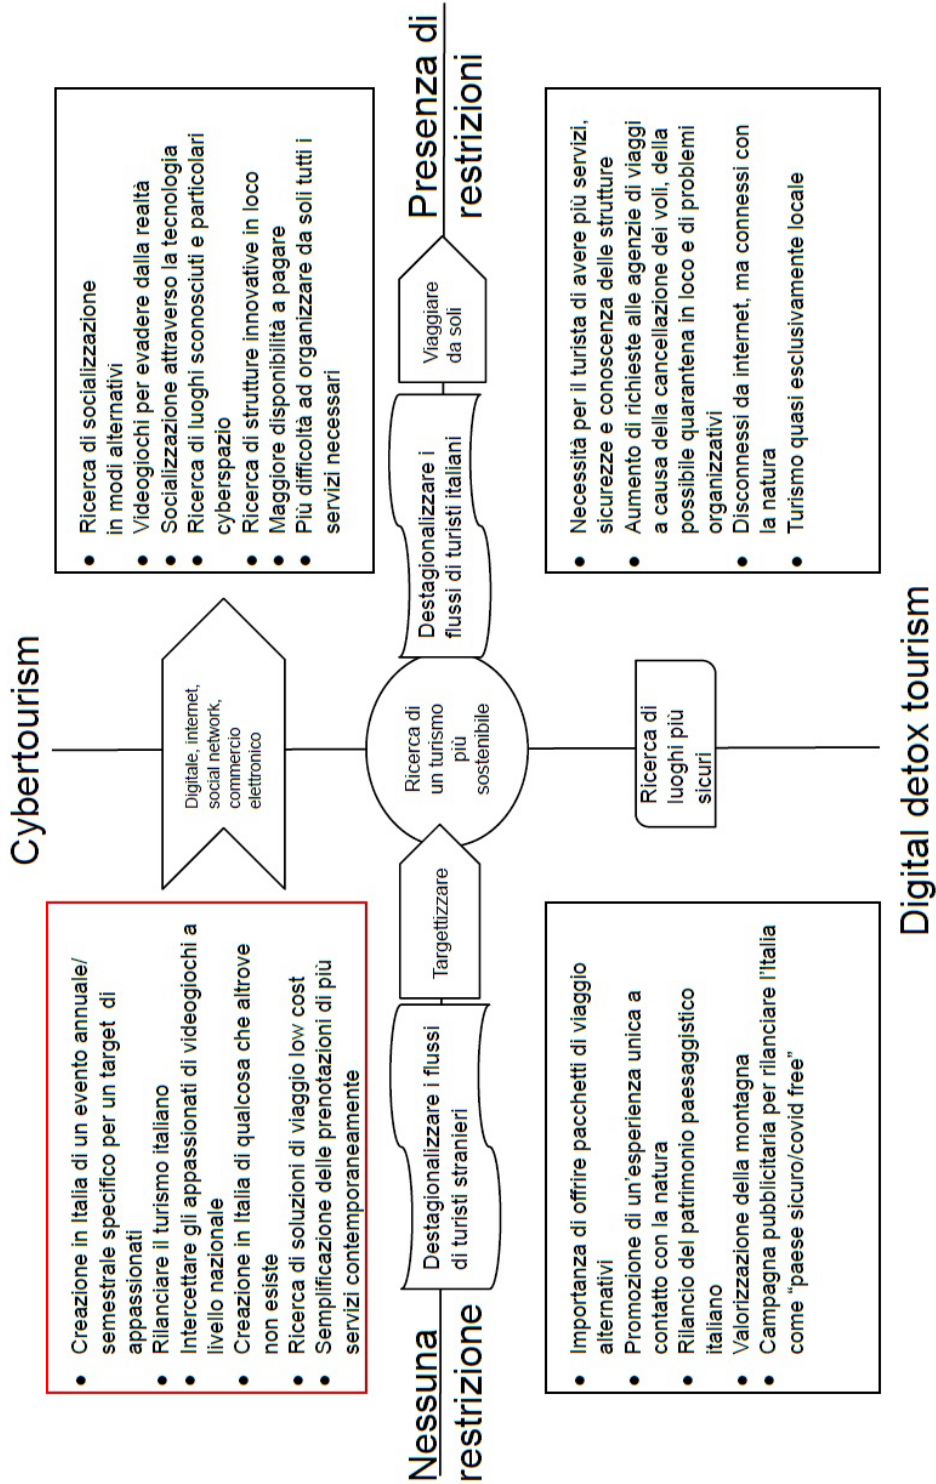 Cybertourism
Creazione in Italia di un evento annuale/
semestrale specifico per un target di
appassionati
Rilanciare il turismo italiano
Intercettare gli appassionati di videogiochi a
livello nazionale
Creazione in Italia di qualcosa che altrove
non esiste
Ricerca di soluzioni di viaggio low cost
Semplificazione delle prenotazioni di più
servizi contemporaneamente
Digitale, internet,
social network,
commercio
elettronico
Ricerca di socializzazione
in modi alternativi
Videogiochi per evadere dalla realtà
Socializzazione attraverso la tecnologia
Ricerca di luoghi sconosciuti e particolari
cyberspazio
Ricerca di strutture innovative in loco
Maggiore disponibilità a pagare
Più difficoltà ad organizzare da soli tutti i
servizi necessari
Nessuna
restrizione
Destagionalizzare i flussi
di turisti stranieri
Targettizzare
Ricerca di
un turismo
più
sostenibile
Destagionalizzare i
flussi di turisti italiani
Viaggiare
da soli
Presenza di
restrizioni
Importanza di offrire pacchetti di viaggio
alternativi
Promozione di un'esperienza unica a
contatto con la natura
Rilancio del patrimonio paesaggistico
italiano
Valorizzazione della montagna
Campagna pubblicitaria per rilanciare l'Italia
come "paese sicuro/covid free"
Ricerca di
luoghi più
sicuri
Necessità per il turista di avere più servizi,
sicurezze e conoscenza delle strutture
Aumento di richieste alle agenzie di viaggi
a causa della cancellazione dei voli, della
possibile quarantena in loco e di problemi
organizzativi
Disconnessi da internet, ma connessi con
la natura
Turismo quasi esclusivamente locale
Digital detox tourism